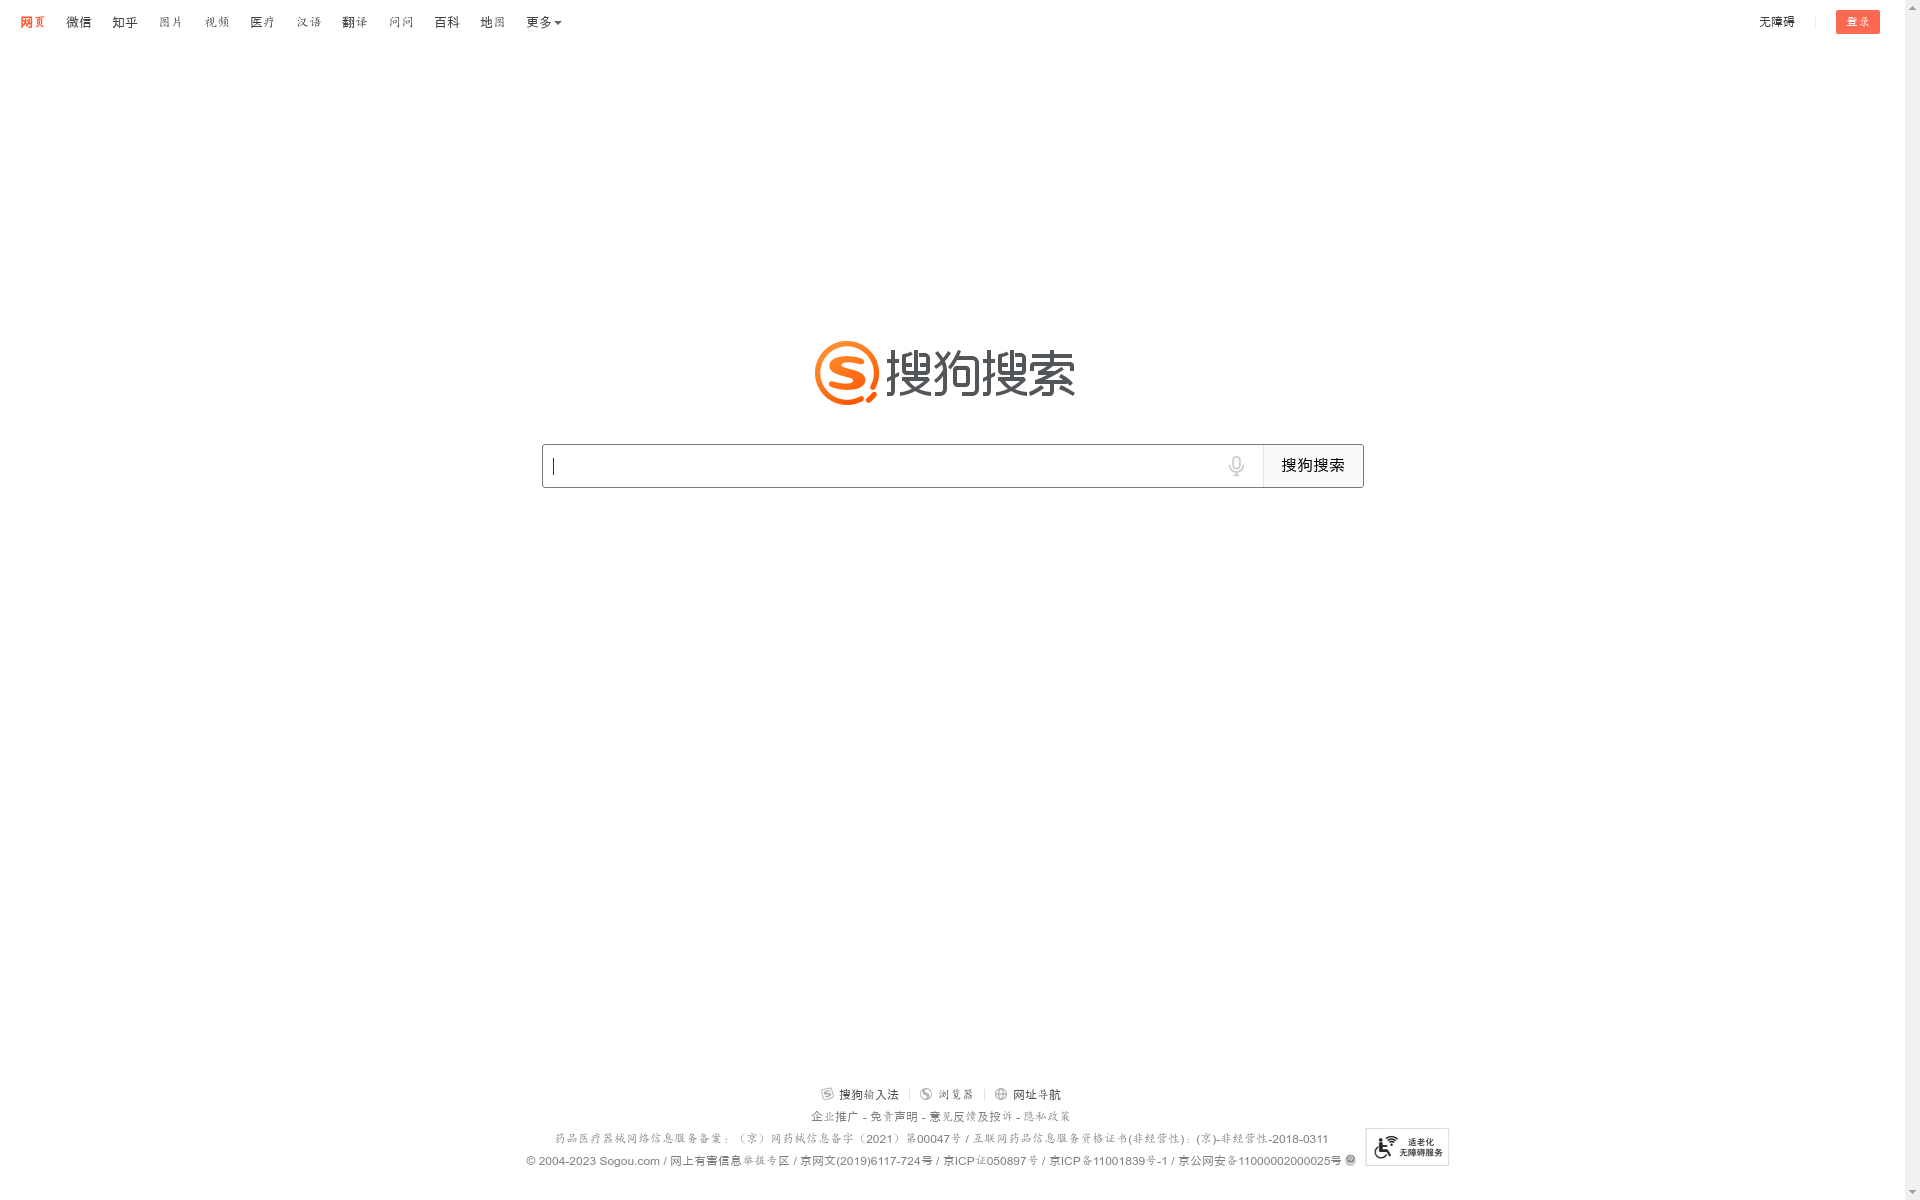 网页 微信 知乎 图片 视频 医疗 汉语 翻译 问问 百科 地图 更多 无障碍 登录
搜狗搜索
搜狗搜索
搜狗输入法 浏览器 网址导航
企业推广 - 免责声明 - 意见反馈及投诉 - 隐私政策
药品医疗器械网络信息服务备案：（京）网药械信息备字（2021）第00047号 / 互联网药品信息服务资格证书(非经营性)：(京)-非经营性-2018-0311
© 2004-2023 Sogou.com / 网上有害信息举报专区 / 京网文(2019)6117-724号 / 京ICP证050897号 / 京ICP备11001839号-1 / 京公网安备11000002000025号
适老化
无障碍服务